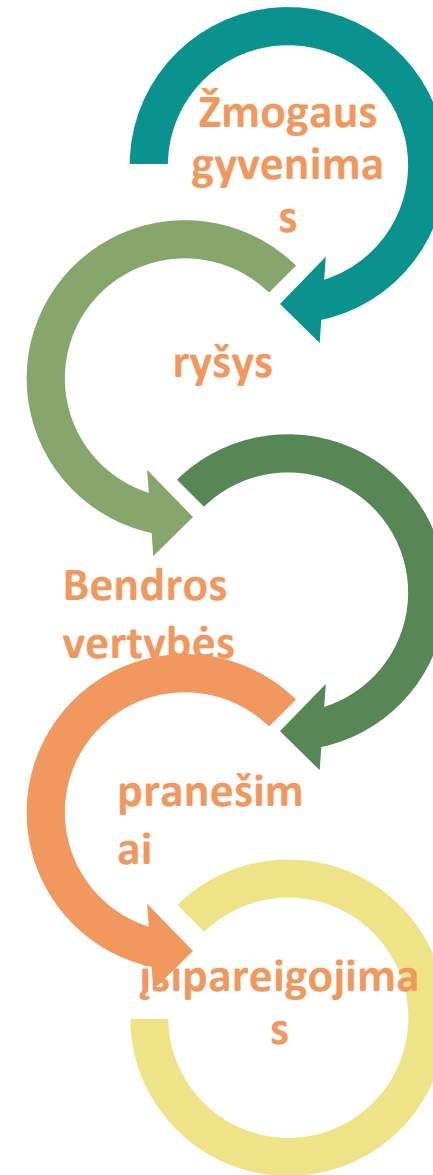 Žmogaus
gyvenima
s
ryšys
Bendros
vertybės
pranešim
ai
įsipareigojima
s